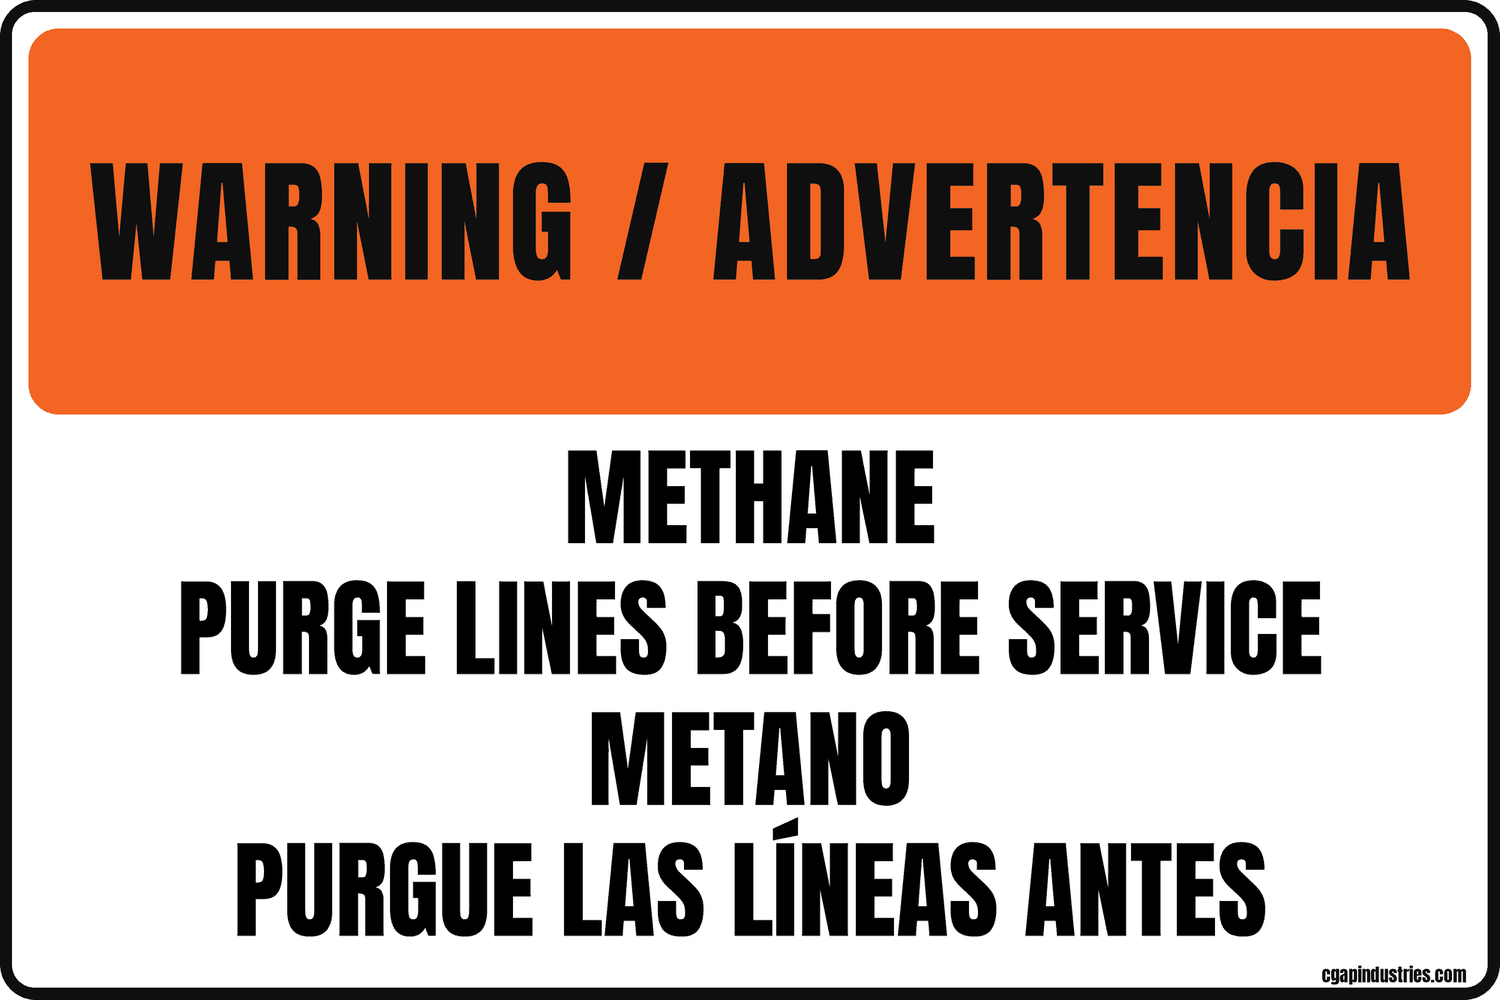 WARNING / ADVERTENCIA
METHANE
PURGE LINES BEFORE SERVICE
METANO
PURGUE LAS LÍNEAS ANTES
cgapindustries.com